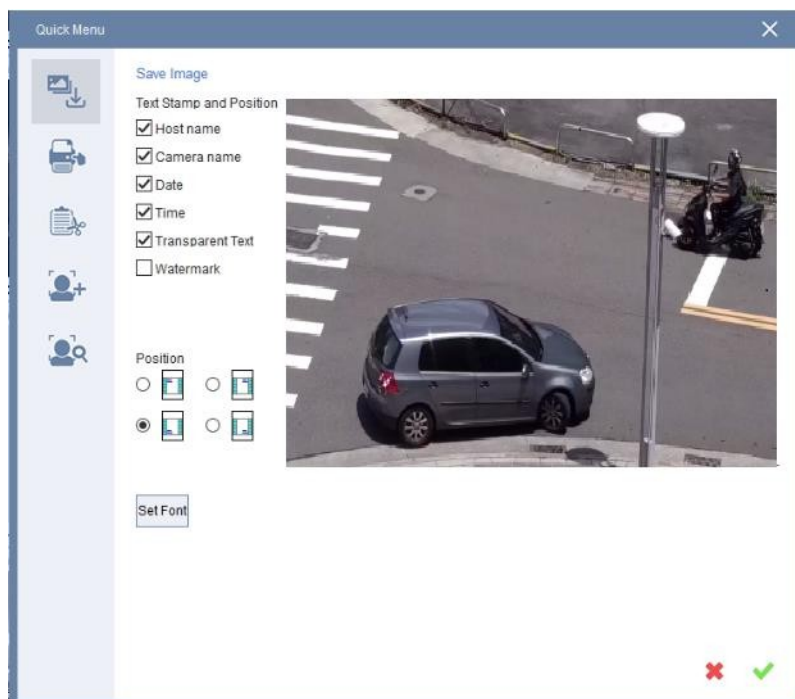 Quick Menu
Save Image
Text Stamp and Position
Host name
Camera name
Date
Time
Transparent Text
Watermark
Position
Set Font